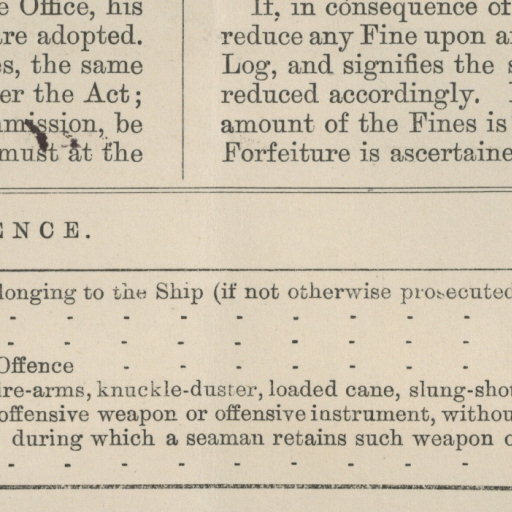 e Office, his
are adopted.
es, the same
er the Act;
mmission, be
must at the
If, in consequence of
reduce any Fine upon a
Log, and signifies the s
reduced accordingly.
amount of the Fines is
Forfeiture is ascertaine
ENCE.
longing to the Ship (if not otherwise prosecuted
- - - - - - - - -
- - - - - - - - -
Offence - - - - - - -
ire-arms, knuckle-duster, loaded cane, slung-shot
offensive weapon or offensive instrument, withou
during which a seaman retains such weapon o
- - - - - - - - -